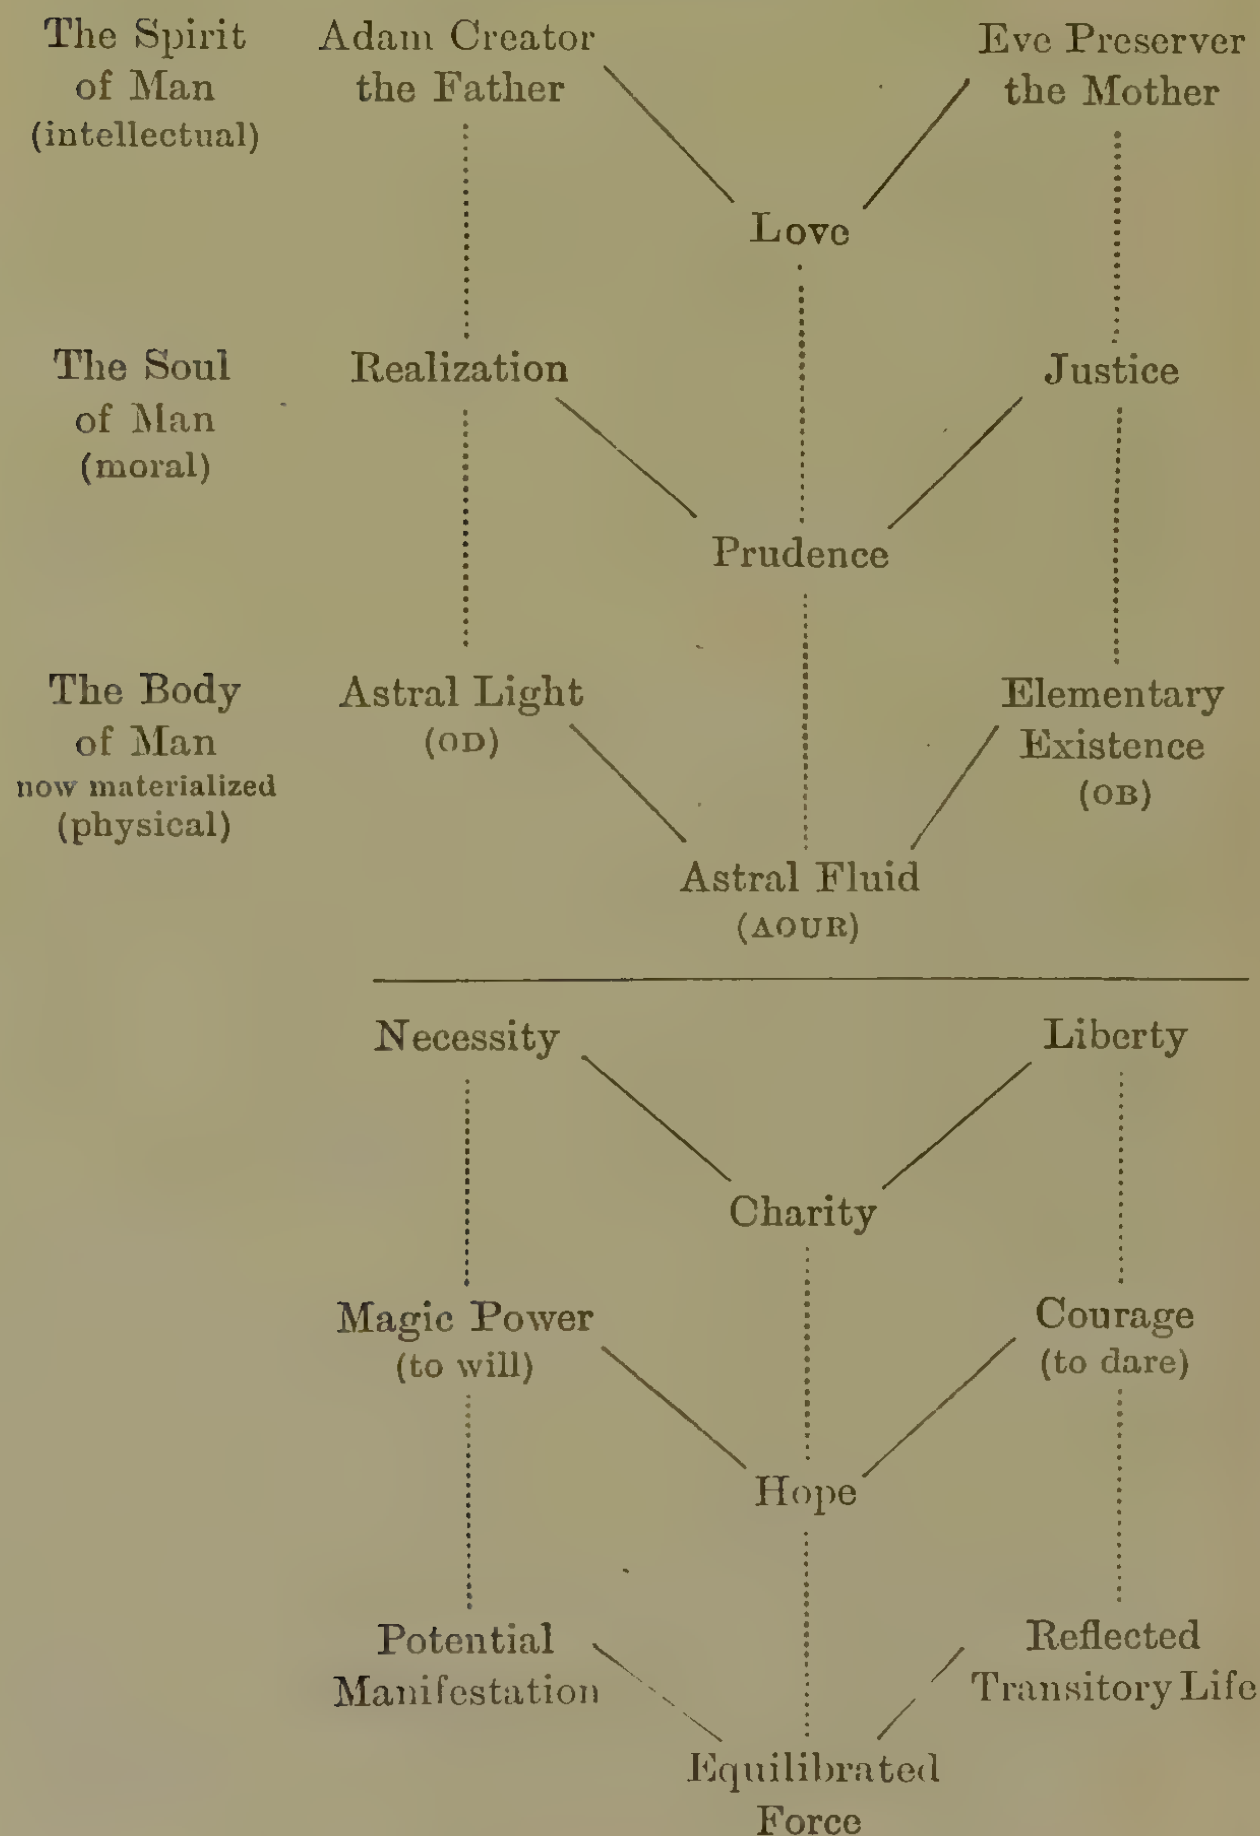 The Spirit
of Man
(intellectual)
Adam Creator
the Father
Eve Preserver
the Mother
Love
The Soul
of Man
(moral)
Realization
Justice
Prudence
The Body
of Man
now materialized
(physical)
Astral Light
(OD)
Elementary
Existence
(OB)
Astral Fluid
(AOUR)
Necessity
Liberty
Charity
Magic Power
(to will)
Courage
(to dare)
Hope
Potential
Manifestation
Reflected
Transitory Life
Equilibrated
Force